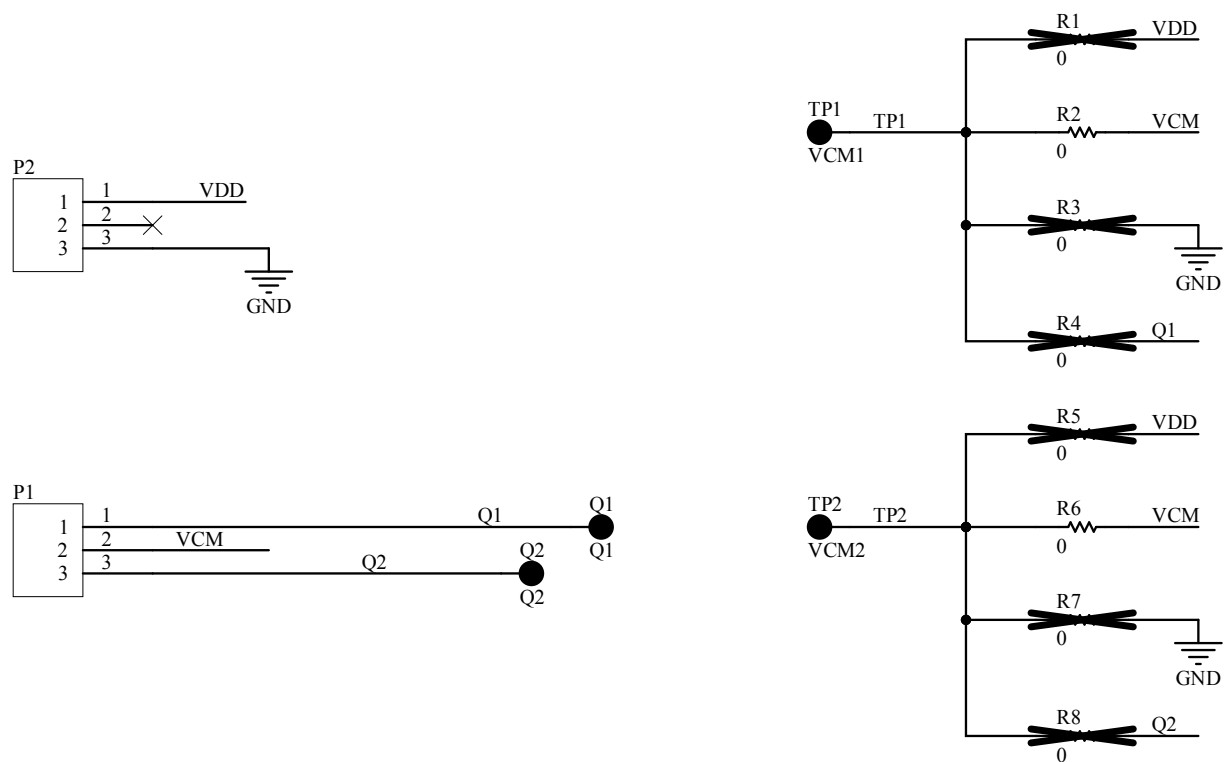 R1
VDD
0
TP1
TP1
VCM1
R2
VCM
0
R3
0
GND
R4
Q1
0
P2
1
1
VDD
2
2
3
3
GND
R5
VDD
0
P1
1
1
Q1
Q1
Q1
2
2
VCM
3
3
Q2
Q2
Q2
TP2
TP2
VCM2
R6
VCM
0
R7
0
GND
R8
Q2
0